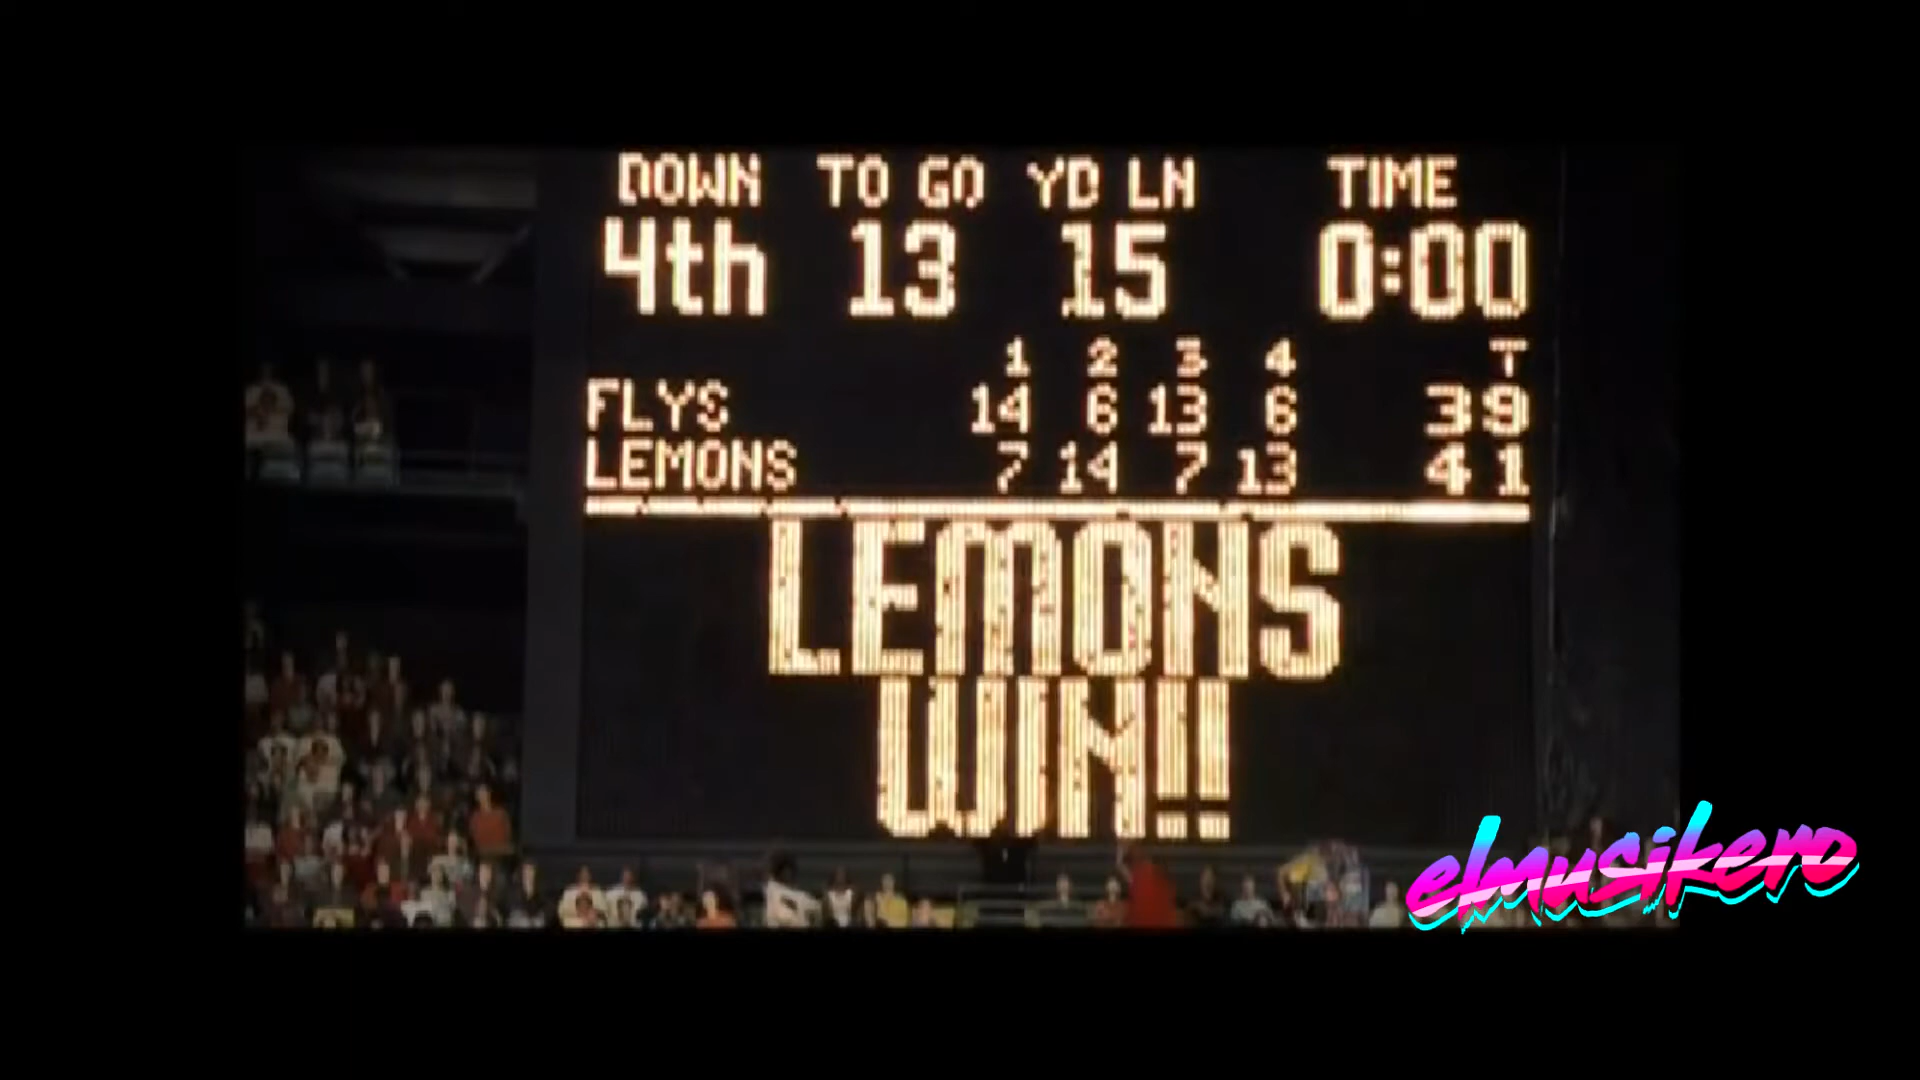 DOWN TO GO YD LN TIME
4th 13 15 0:00
1 2 3 4 T
FLYS 14 6 13 6 39
LEMONS 7 14 7 13 41
LEMONS
WIN!!
elmusikero